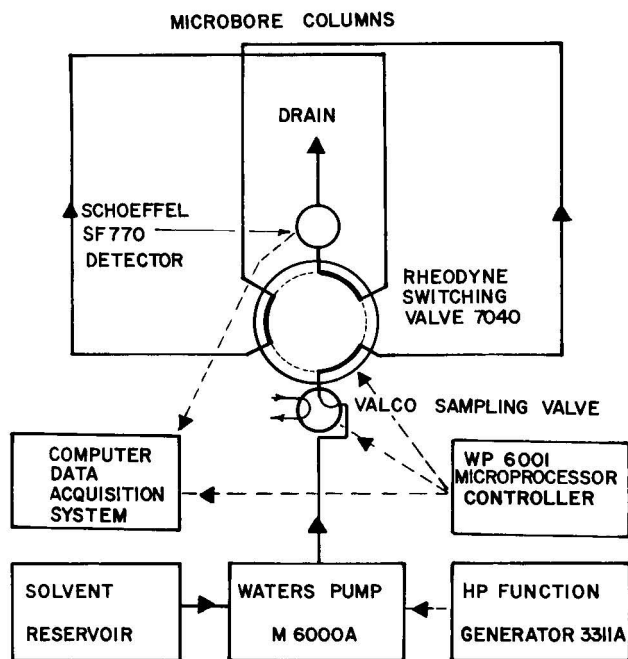 MICROBORE COLUMNS
DRAIN
SCHOEFFEL
SF770
DETECTOR
RHEODYNE
SWITCHING
VALVE 7040
VALCO SAMPLING VALVE
COMPUTER
DATA
ACQUISITION
SYSTEM
WP 6001
MICROPROCESSOR
CONTROLLER
SOLVENT
RESERVOIR
WATERS PUMP
M 6000A
HP FUNCTION
GENERATOR 3311A